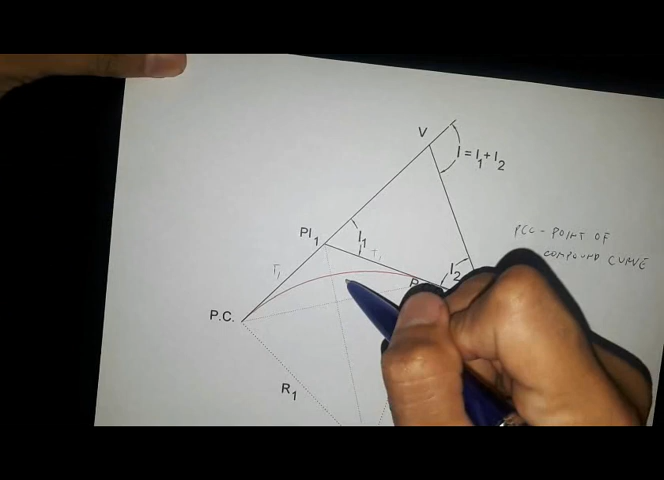 V
I = I1 + I2
PI1
I1
T1
PCC - POINT OF
COMPOUND CURVE
T1
I2
P.C.
R1